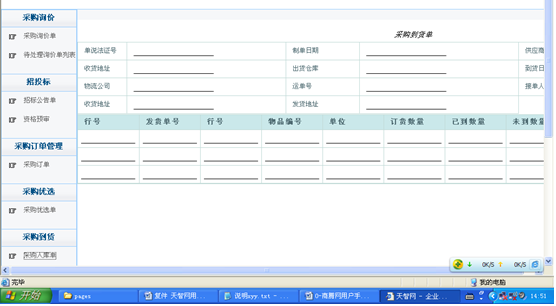 采购询价
采购询价单
待处理询价单列表
招投标
招标公告单
资格预审
采购订单管理
采购订单
采购优选
采购优选单
采购到货
采购入库测
采购到货单
单况法证号 制单日期 供应商
收货地址 出货仓库 到货日
物流公司 运单号 提单人
收货地址 发货地址
行号 发货单号 行号 物品编号 单位 订货数量 已到数量 未到数量
完毕 我的电脑
0K/S 0K/S
开始 pages 复件 天智网用... 说明syy.txt - ... 0-南腾网用户手... 天智网 - 企业... 14:51